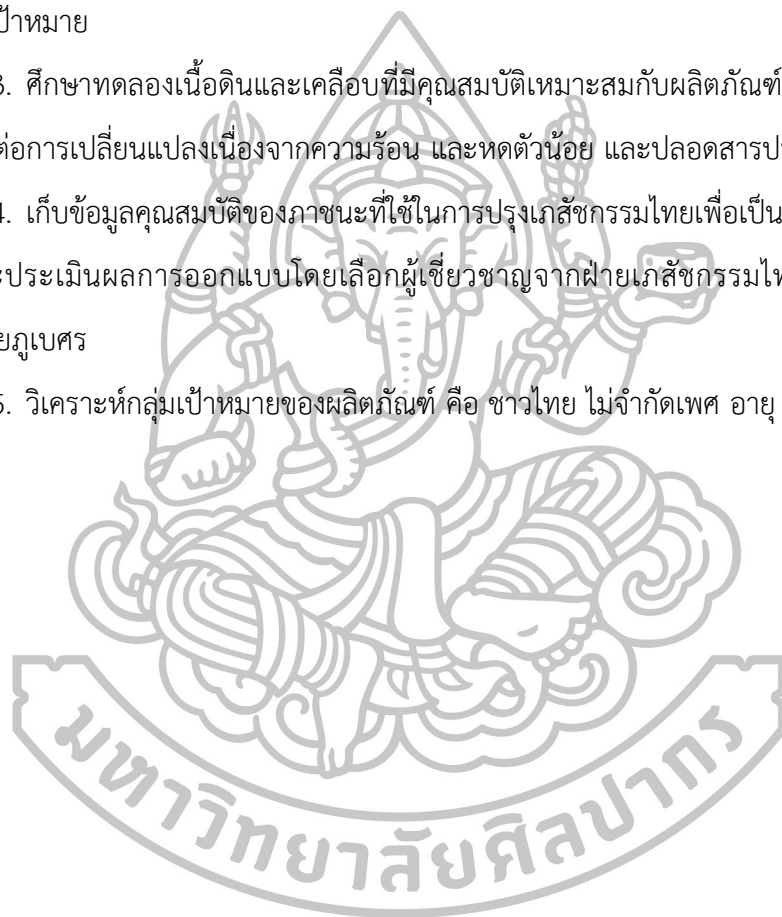 ป้าหมาย
3. ศึกษาทดลองเนื้อดินและเคลือบที่มีคุณสมบัติเหมาะสมกับผลิตภัณฑ์
ต่อการเปลี่ยนแปลงเนื่องจากความร้อน และหดตัวน้อย และปลอดสารป
4. เก็บข้อมูลคุณสมบัติของภาชนะที่ใช้ในการปรุงเภสัชกรรมไทยเพื่อเป็น
ะประเมินผลการออกแบบโดยเลือกผู้เชี่ยวชาญจากฝ่ายเภสัชกรรมไท
ยภูเบศร
5. วิเคราะห์กลุ่มเป้าหมายของผลิตภัณฑ์ คือ ชาวไทย ไม่จำกัดเพศ อายุ
มหาวิทยาลัยศิลปากร